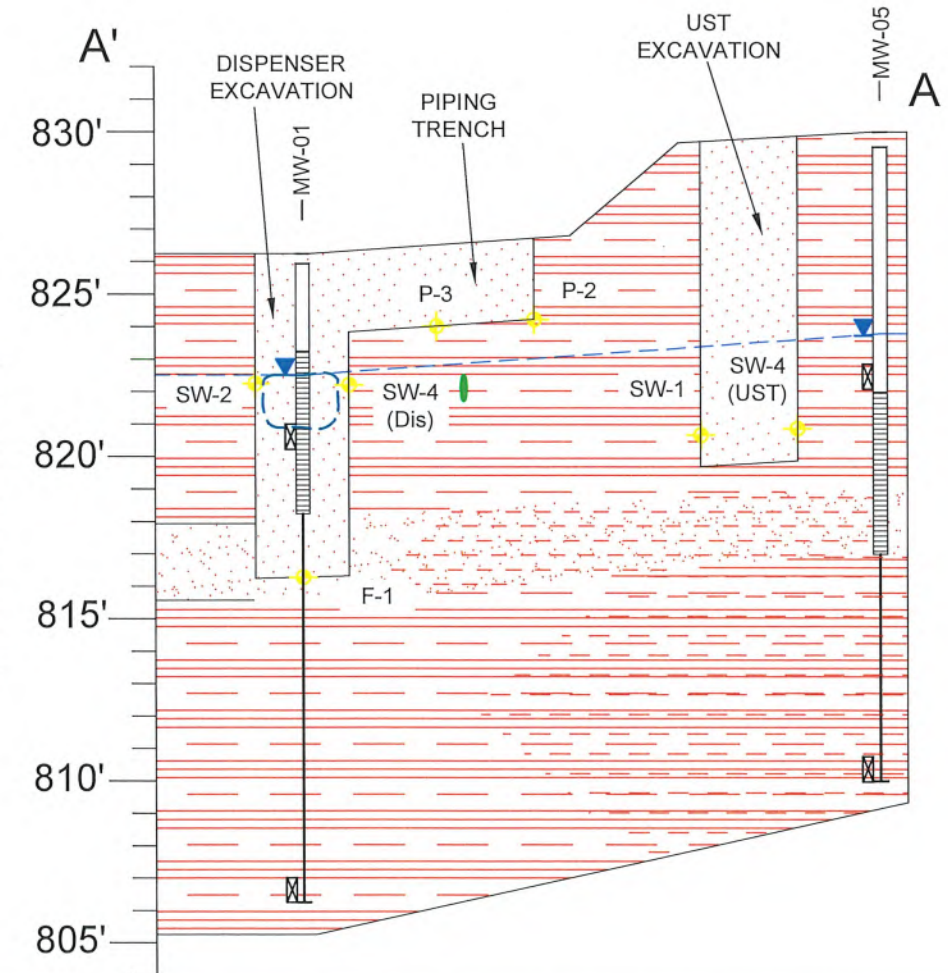 A'
DISPENSER
EXCAVATION
PIPING
TRENCH
UST
EXCAVATION
MW-01
MW-05
A
830'
825'
820'
815'
810'
805'
P-3
P-2
SW-2
SW-4
(Dis)
SW-1
SW-4
(UST)
F-1